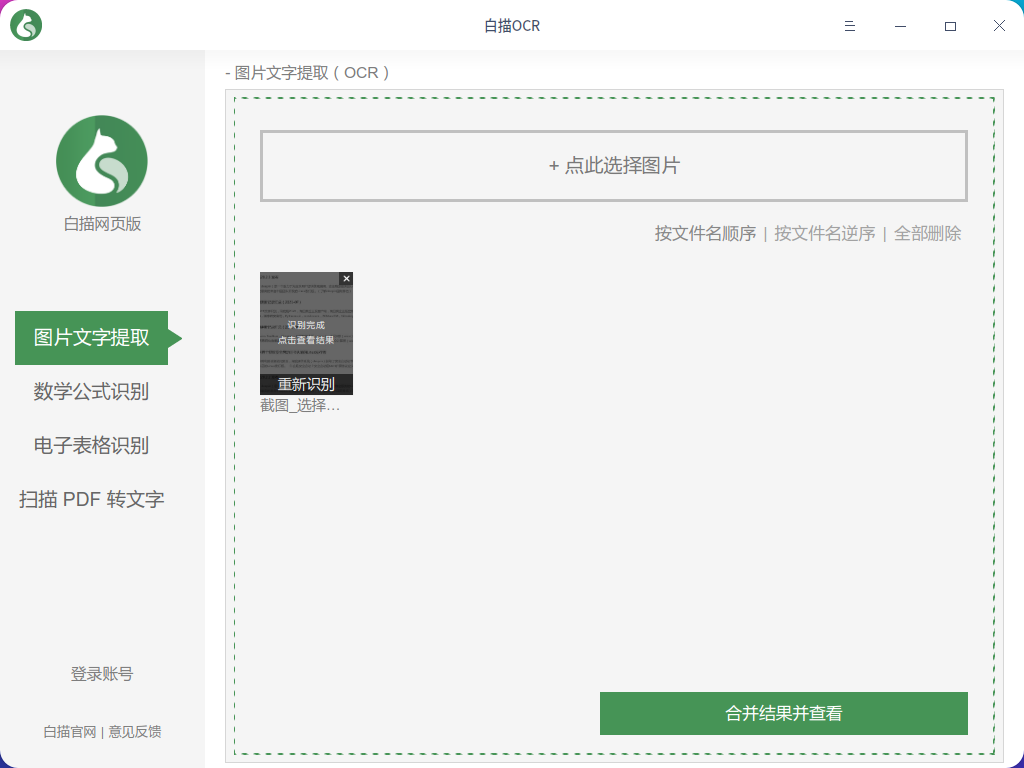 白描OCR
- 图片文字提取（OCR）
+ 点此选择图片
白描网页版
按文件名顺序 | 按文件名逆序 | 全部删除
图片文字提取
数学公式识别
电子表格识别
扫描 PDF 转文字
识别完成
点击查看结果
重新识别
截图_选择...
登录账号
白描官网 | 意见反馈
合并结果并查看